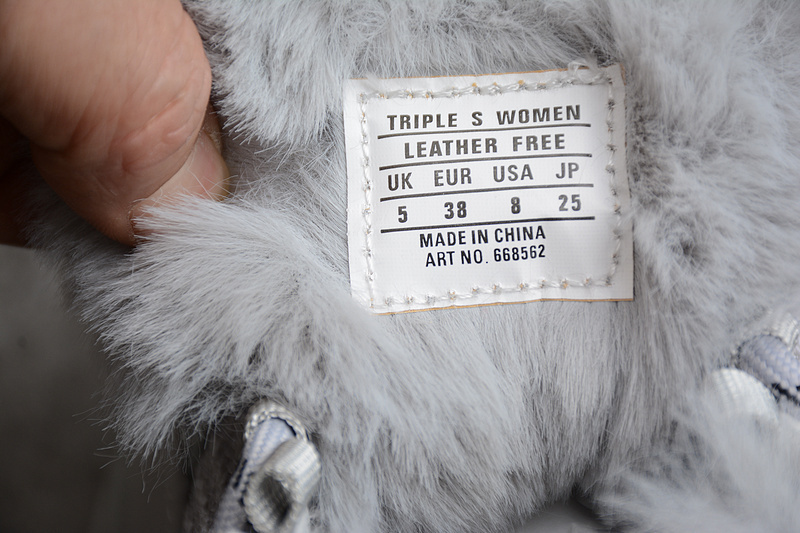 TRIPLE S WOMEN
LEATHER FREE
UK EUR USA JP
5 38 8 25
MADE IN CHINA
ART NO. 668562